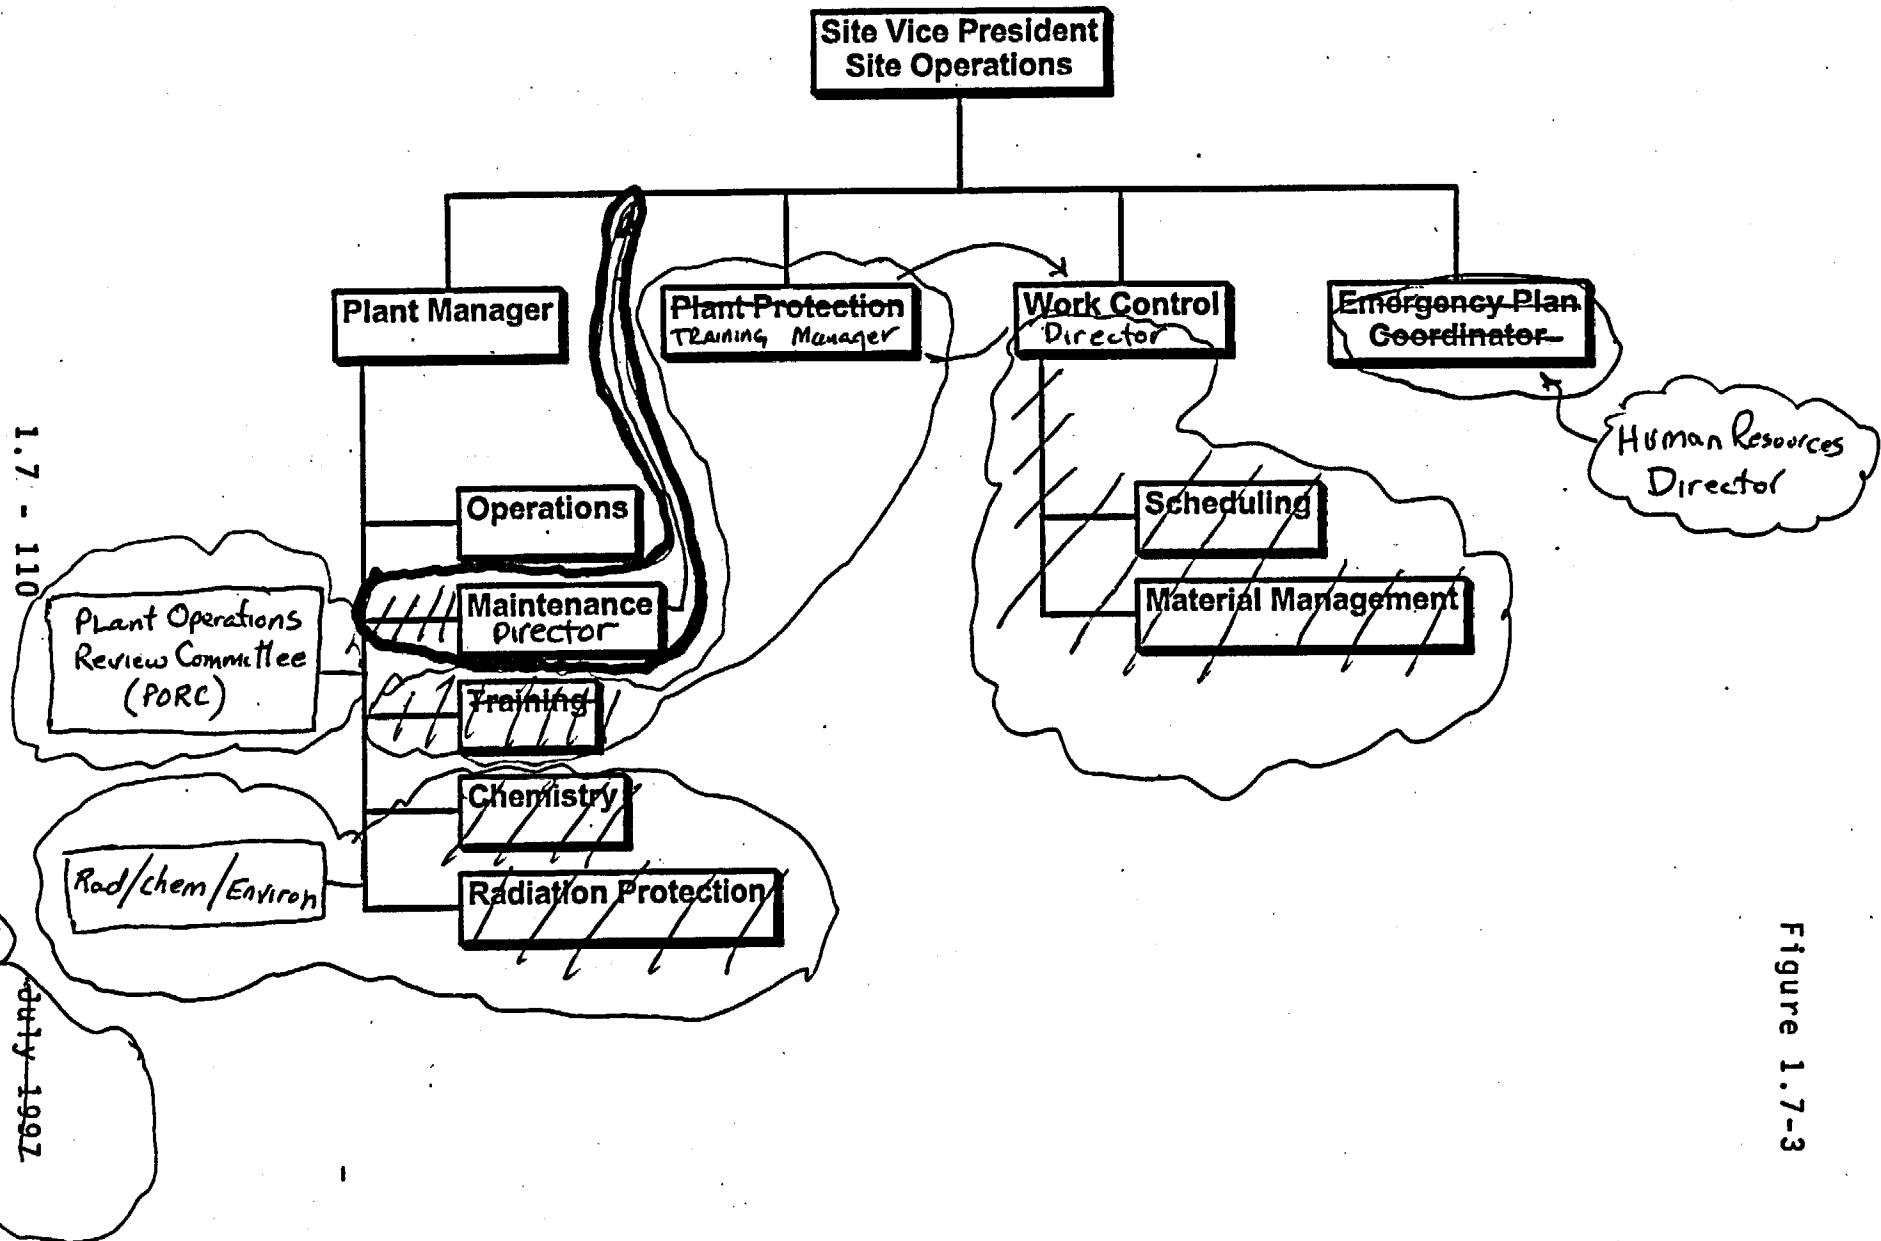 Site Vice President
Site Operations
Plant Manager
Plant Protection
TRAINING Manager
Work Control
Director
Emergency Plan
Coordinator
Human Resources
Director
Operations
Maintenance
Director
Training
Chemistry
Radiation Protection
Scheduling
Material Management
PLant Operations
Review Committee
(PORC)
Rad/chem/Environ
1.7 - 110
July 1997
Figure 1.7-3